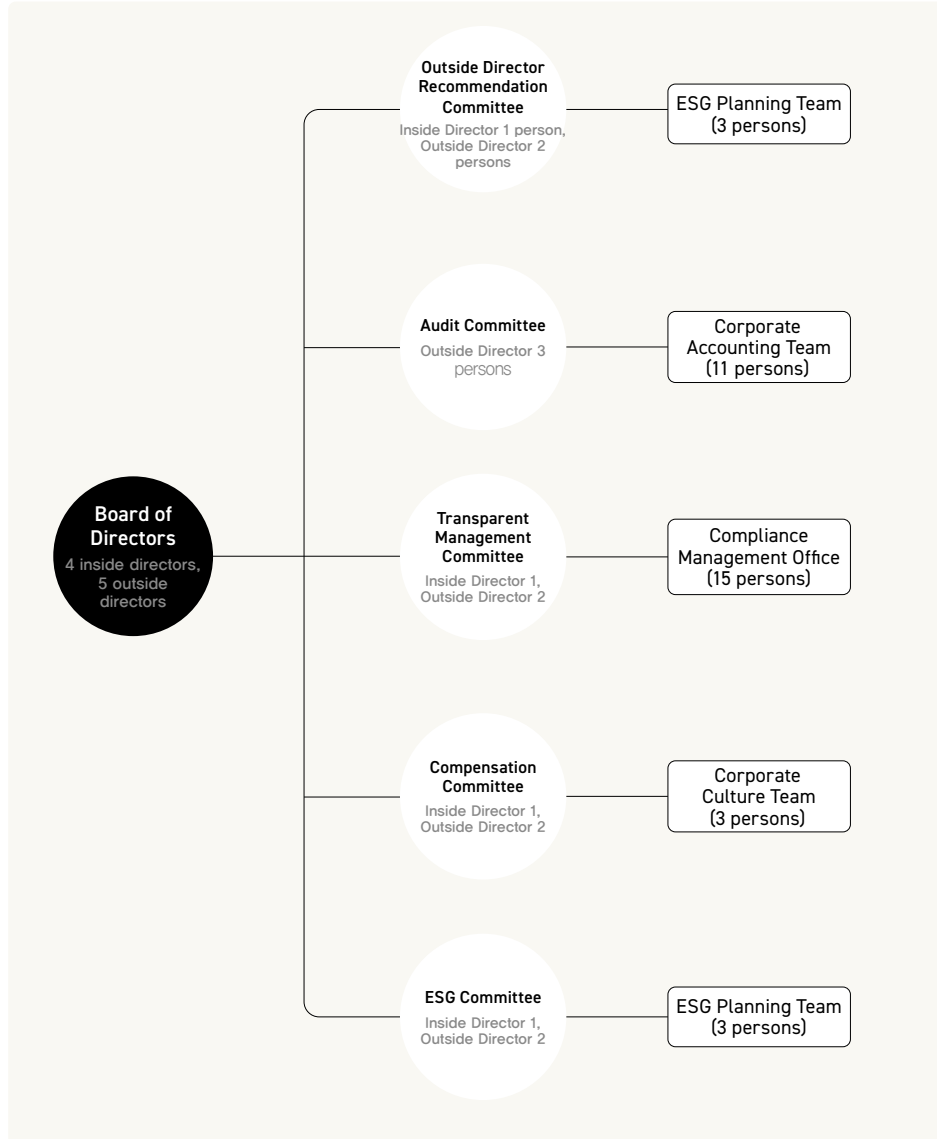 Outside Director
Recommendation
Committee
Inside Director 1 person,
Outside Director 2
persons
ESG Planning Team
(3 persons)
Audit Committee
Outside Director 3
persons
Corporate
Accounting Team
(11 persons)
Board of
Directors
4 inside directors,
5 outside
directors
Transparent
Management
Committee
Inside Director 1,
Outside Director 2
Compliance
Management Office
(15 persons)
Compensation
Committee
Inside Director 1,
Outside Director 2
Corporate
Culture Team
(3 persons)
ESG Committee
Inside Director 1,
Outside Director 2
ESG Planning Team
(3 persons)